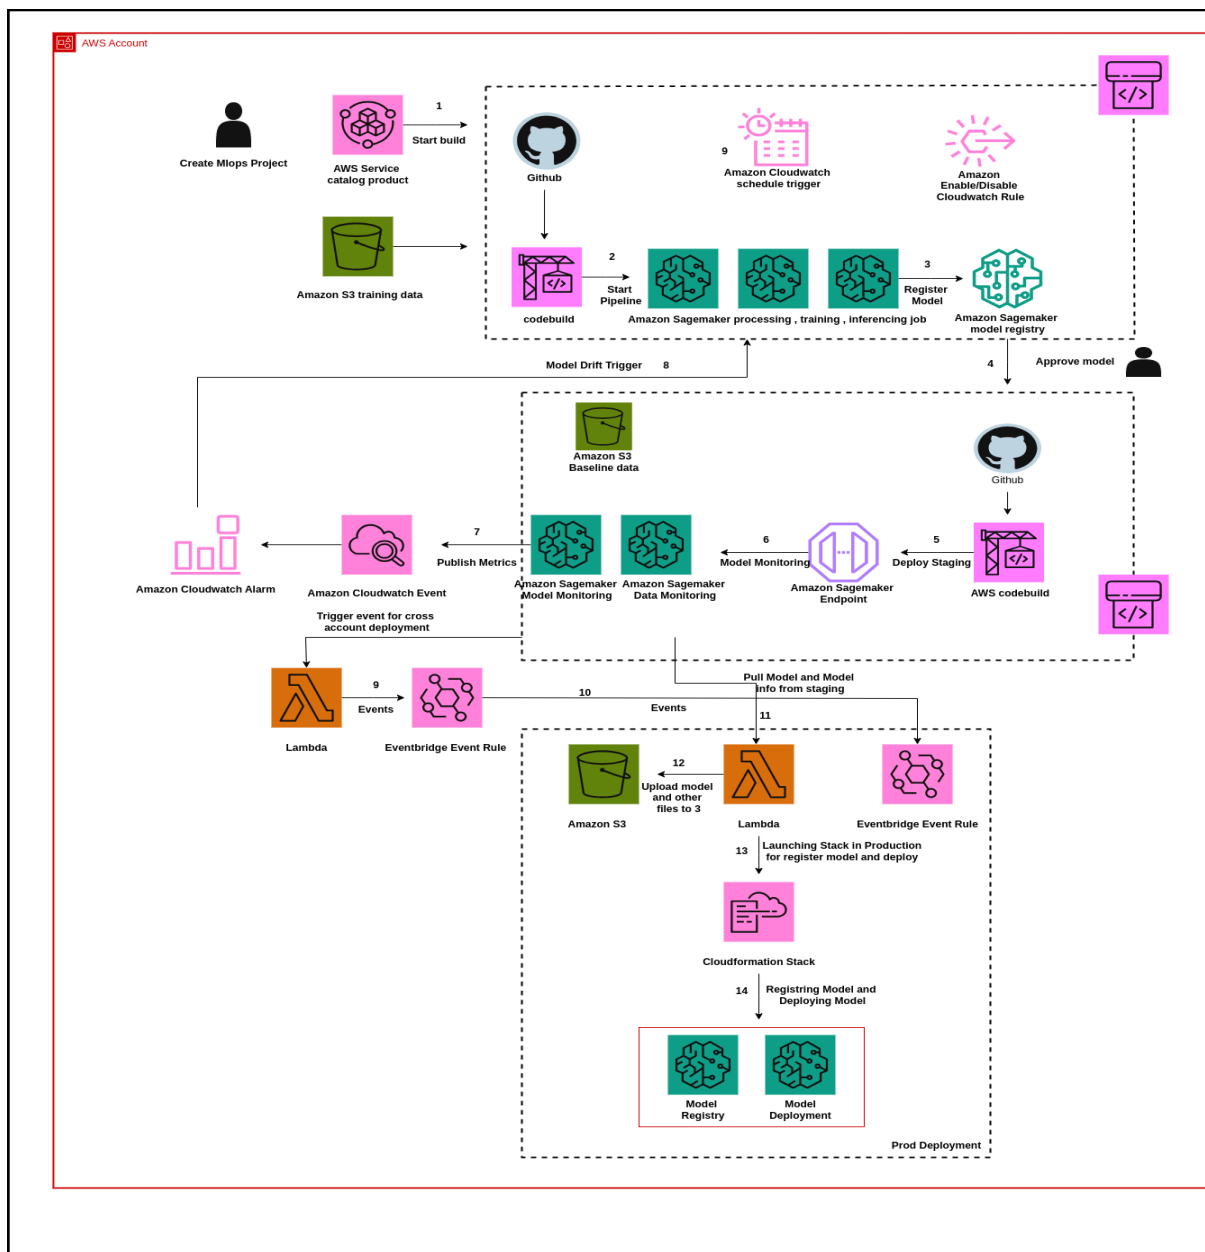 AWS Account
Create Mlops Project
AWS Service
catalog product
1
Start build
Amazon S3 training data
Github
9
Amazon Cloudwatch
schedule trigger
Amazon
Enable/Disable
Cloudwatch Rule
codebuild
2
Start
Pipeline
Amazon Sagemaker processing , training , inferencing job
3
Register
Model
Amazon Sagemaker
model registry
Model Drift Trigger
8
4
Approve model
Amazon S3
Baseline data
Github
Amazon Cloudwatch Alarm
Amazon Cloudwatch Event
7
Publish Metrics
Amazon Sagemaker
Model Monitoring
Amazon Sagemaker
Data Monitoring
6
Model Monitoring
Amazon Sagemaker
Endpoint
5
Deploy Staging
AWS codebuild
Trigger event for cross
account deployment
Lambda
9
Events
Eventbridge Event Rule
10
Events
Pull Model and Model
info from staging
11
Amazon S3
12
Upload model
and other
files to 3
Lambda
Eventbridge Event Rule
13
Launching Stack in Production
for register model and deploy
Cloudformation Stack
14
Registring Model and
Deploying Model
Model
Registry
Model
Deployment
Prod Deployment